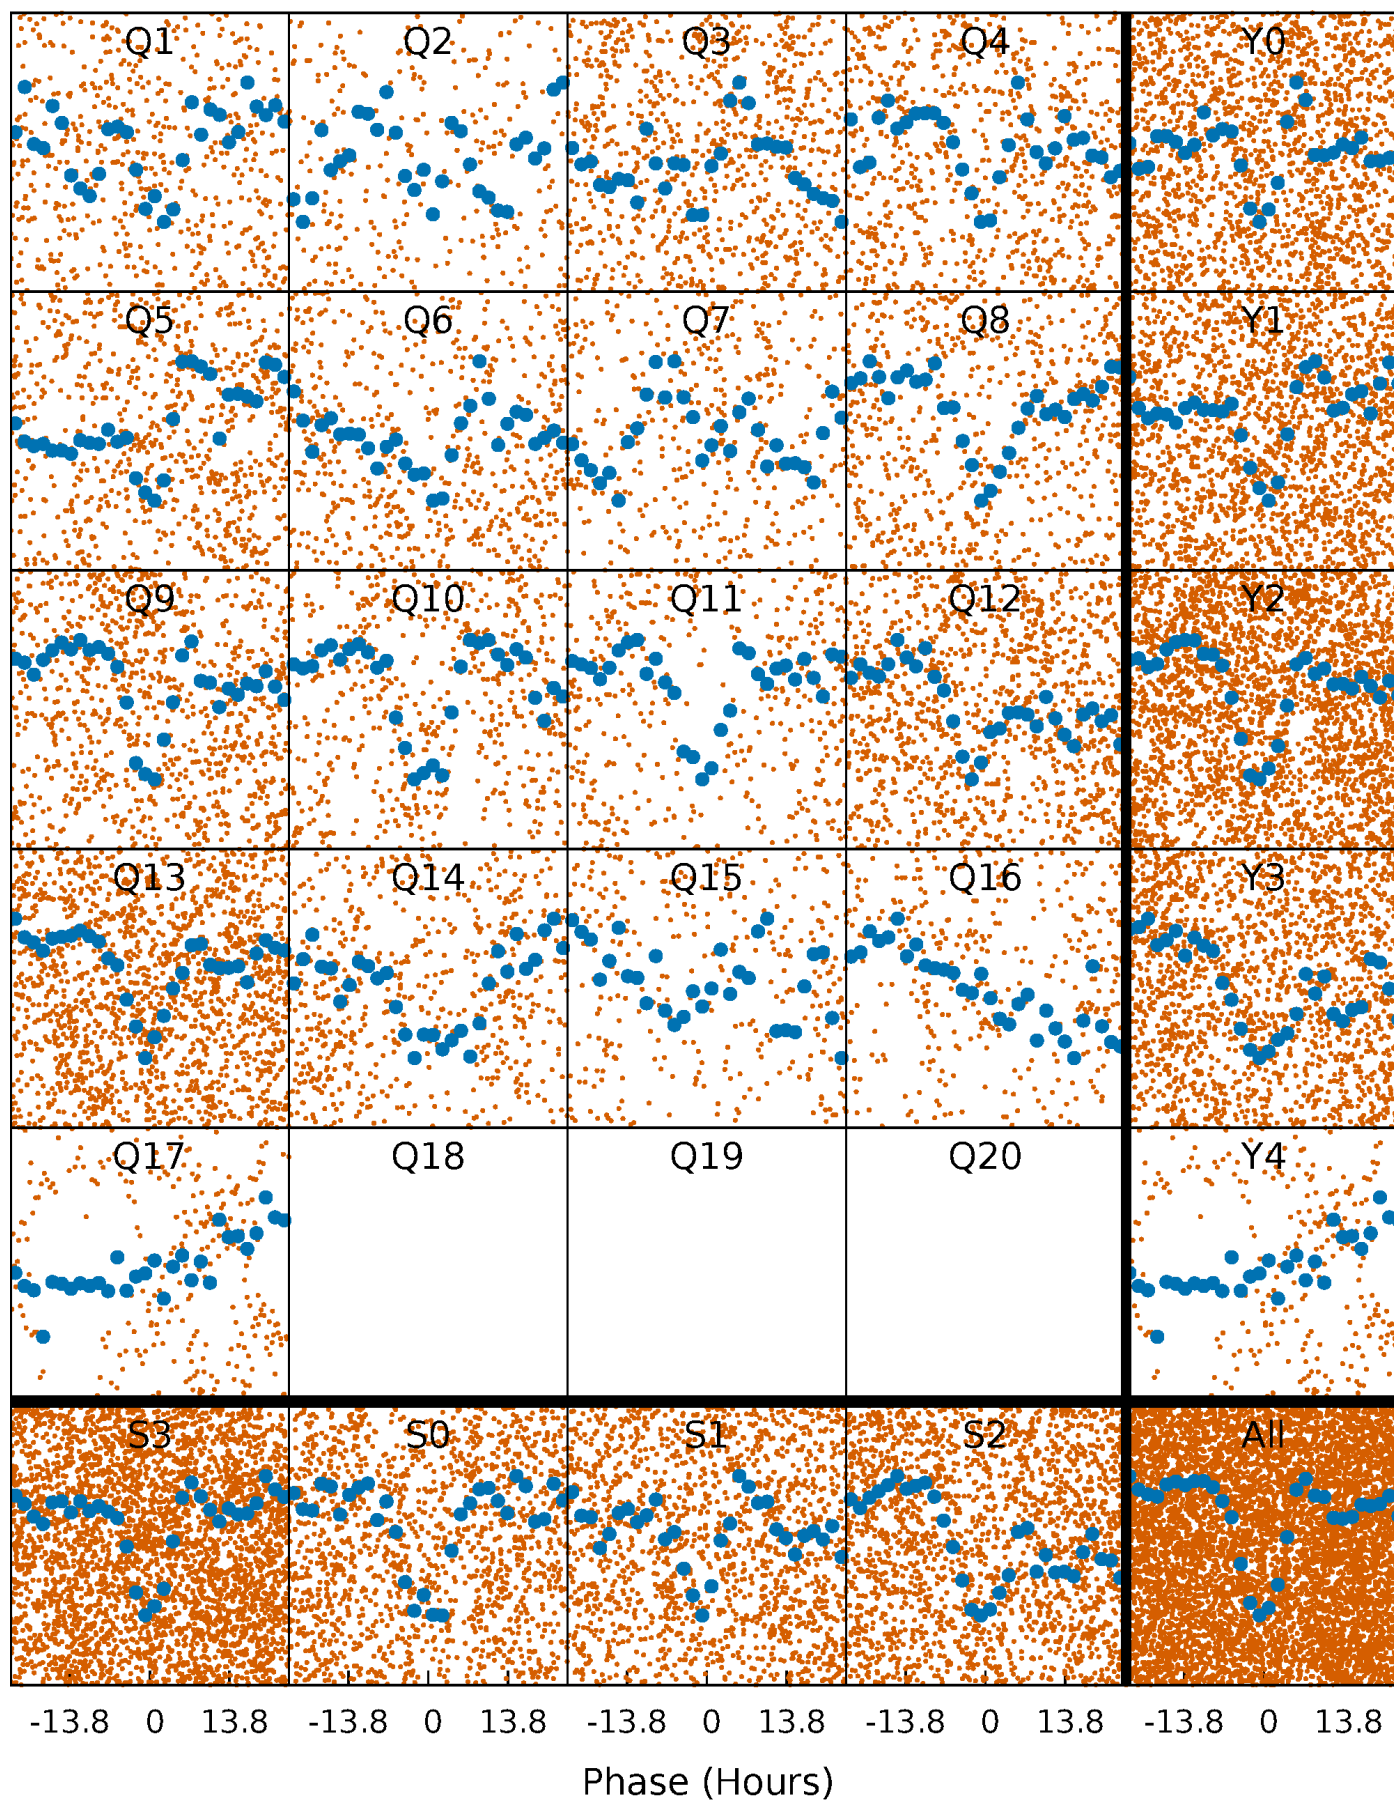 Q1 Q2 Q3 Q4 Y0
Q5 Q6 Q7 Q8 Y1
Q9 Q10 Q11 Q12 Y2
Q13 Q14 Q15 Q16 Y3
Q17 Q18 Q19 Q20 Y4
S3 S0 S1 S2 All
-13.8 0 13.8 -13.8 0 13.8 -13.8 0 13.8 -13.8 0 13.8 -13.8 0 13.8
Phase (Hours)